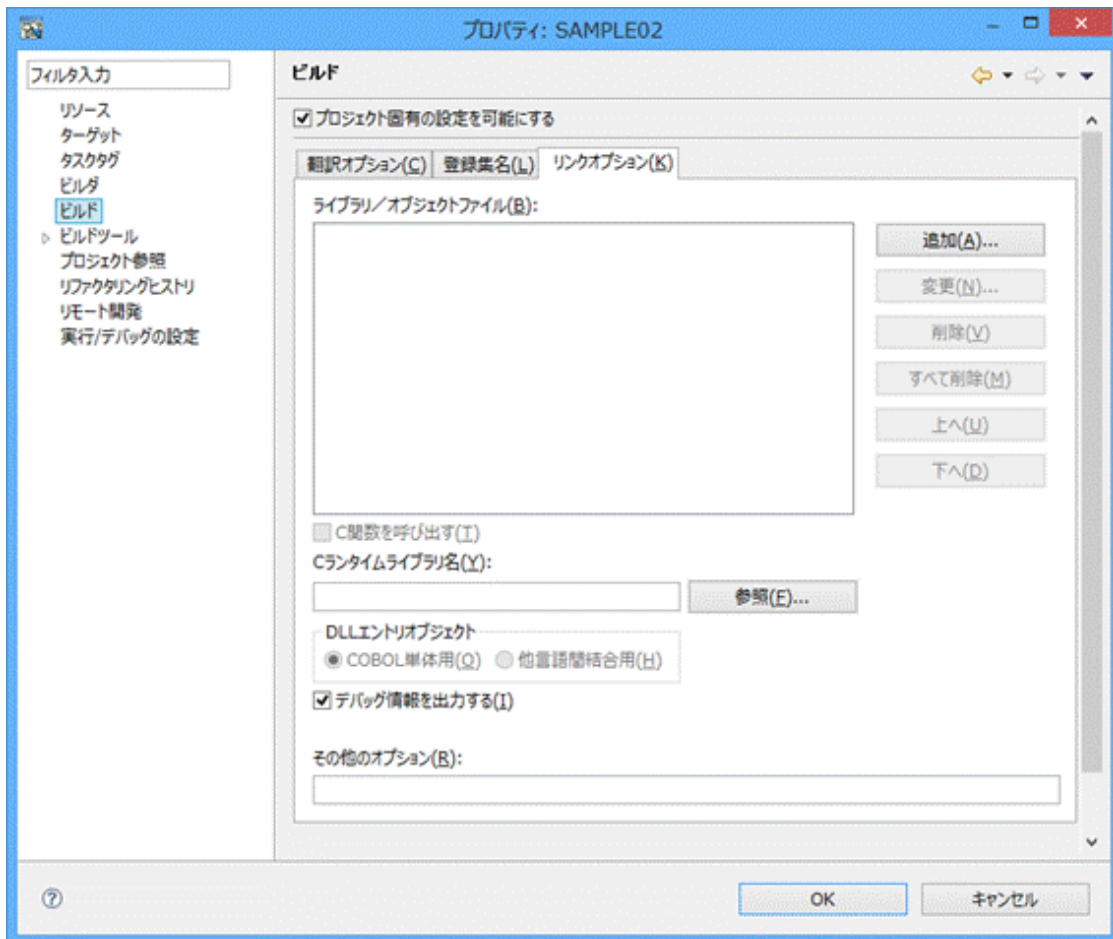 プロパティ: SAMPLE02
フィルタ入力
リソース
ターゲット
タスクタグ
ビルダ
ビルド
ビルドツール
プロジェクト参照
リファクタリングヒストリ
リモート開発
実行/デバッグの設定
ビルド
プロジェクト固有の設定を可能にする
翻訳オプション(C) 登録集名(L) リンクオプション(K)
ライブラリ／オブジェクトファイル(B):
追加(A)...
変更(N)...
削除(V)
すべて削除(M)
上へ(U)
下へ(D)
C関数を呼び出す(T)
Cランタイムライブラリ名(Y):
参照(F)...
DLLエントリオブジェクト
COBOL単体用(O) 他言語間結合用(H)
デバッグ情報を出力する(I)
その他のオプション(R):
OK キャンセル